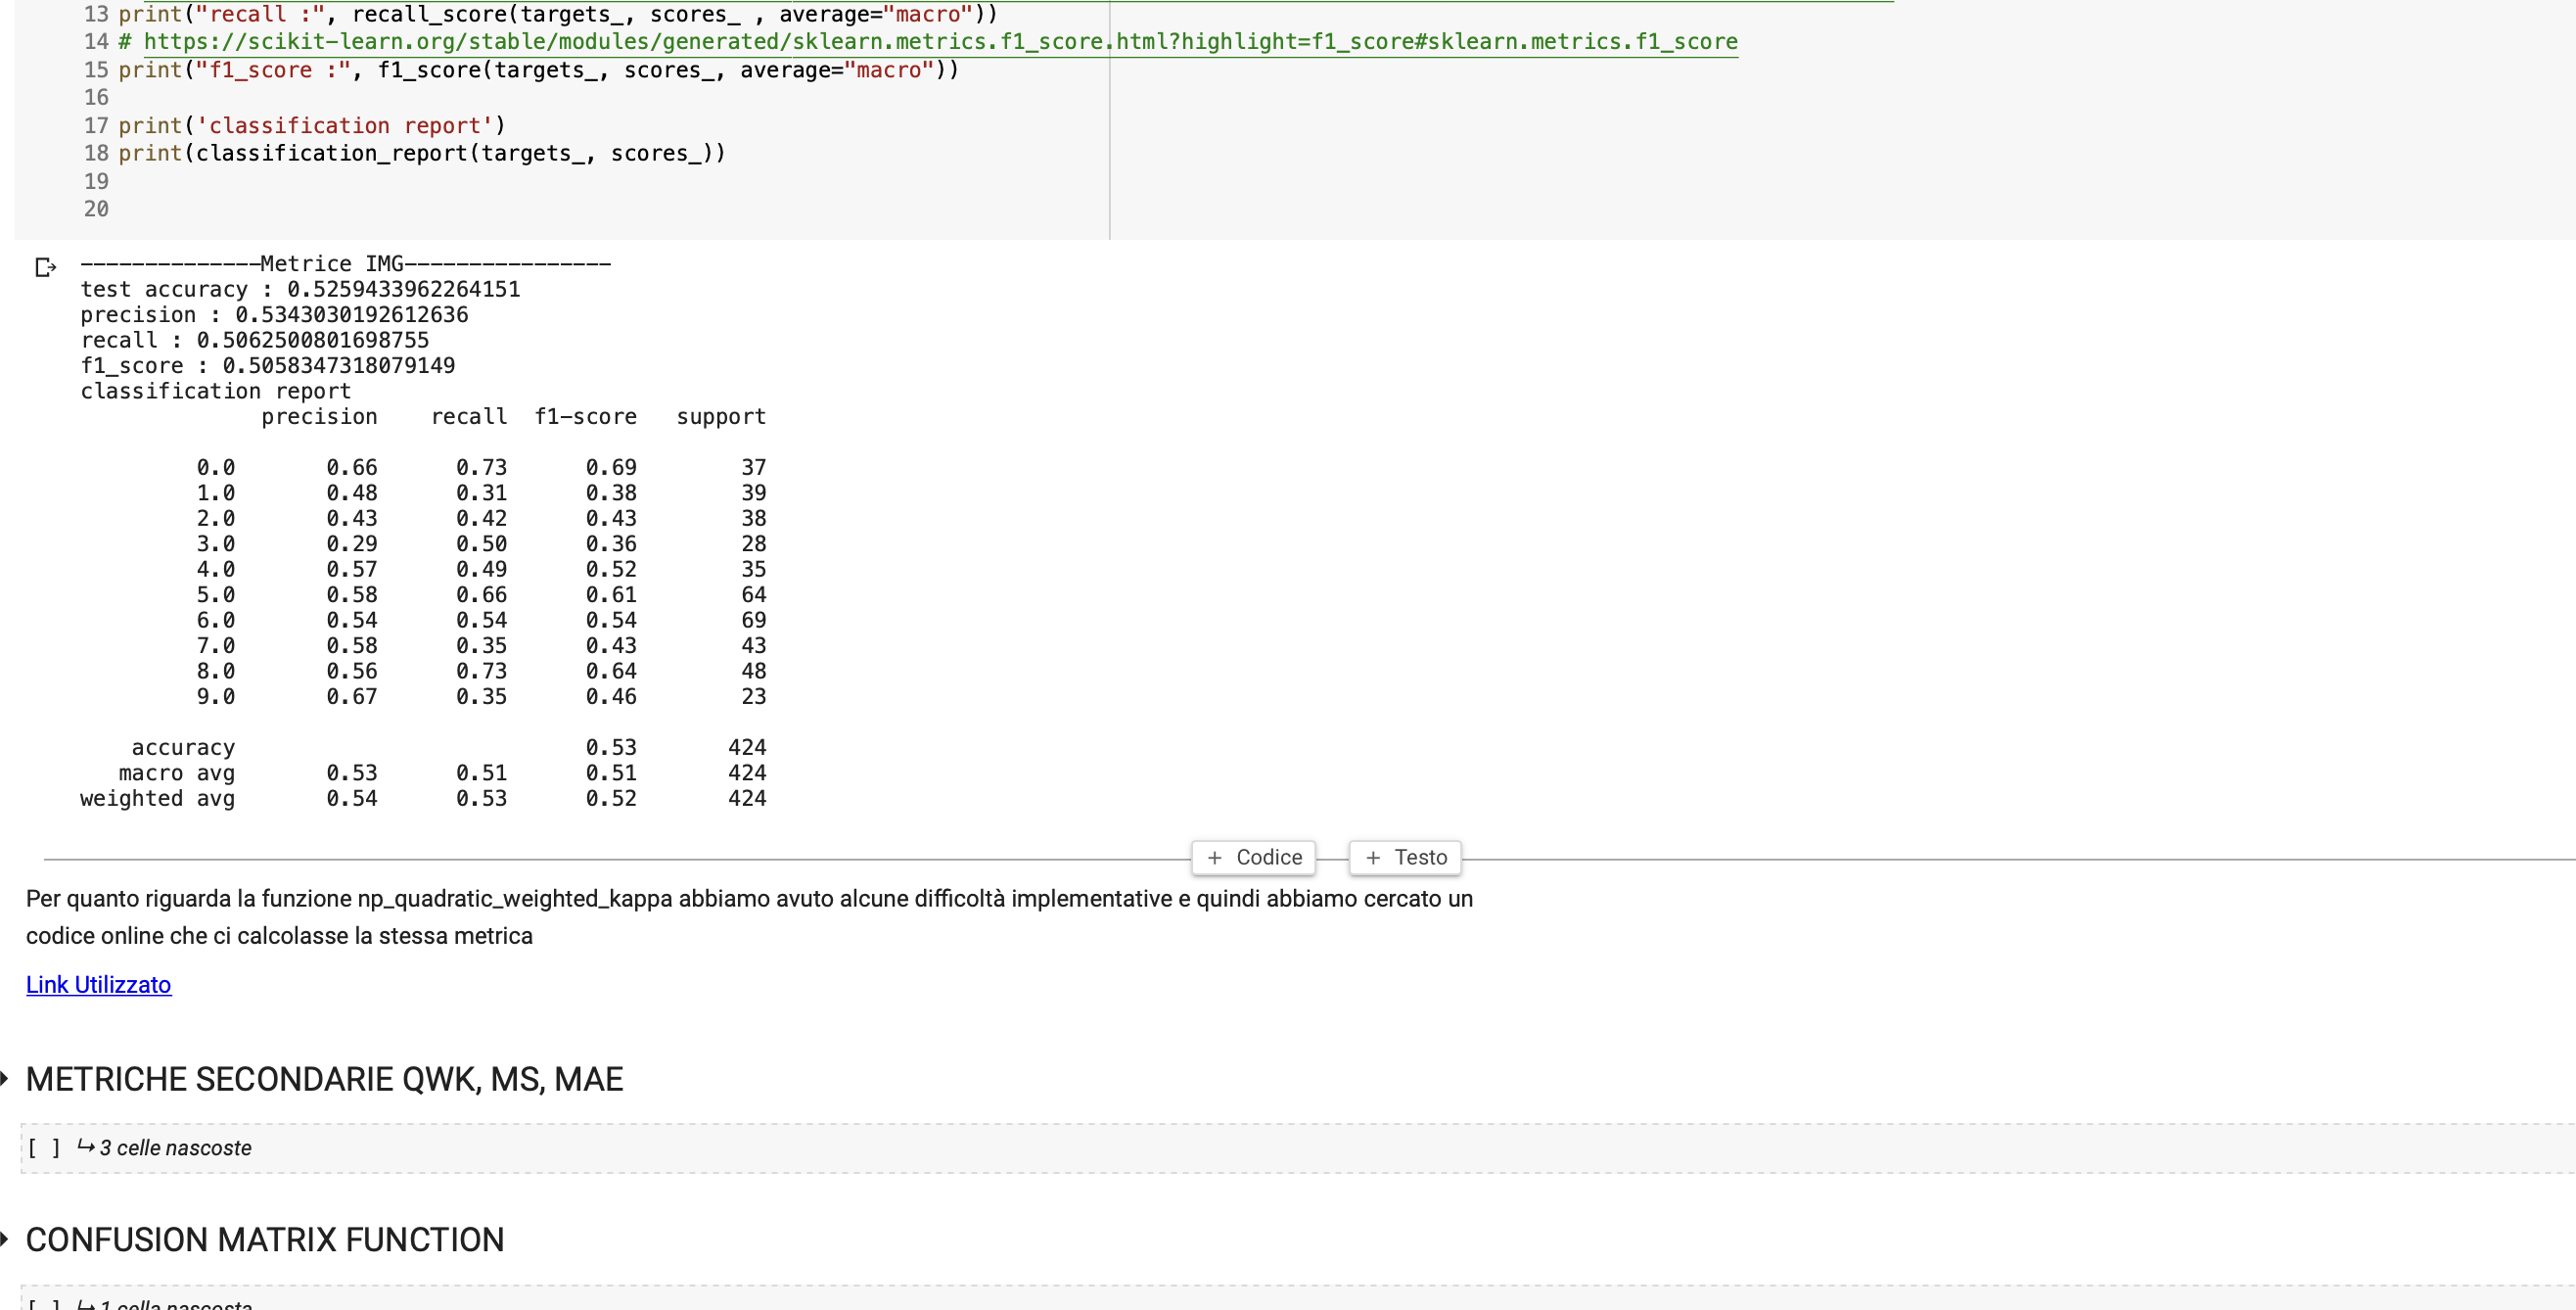 13 print("recall :", recall_score(targets_, scores_ , average="macro"))
14 # https://scikit-learn.org/stable/modules/generated/sklearn.metrics.f1_score.html?highlight=f1_score#sklearn.metrics.f1_score
15 print("f1_score :", f1_score(targets_, scores_, average="macro"))
16
17 print('classification report')
18 print(classification_report(targets_, scores_))
19
20
--------------Metrice IMG----------------
test accuracy : 0.5259433962264151
precision : 0.5343030192612636
recall : 0.5062500801698755
f1_score : 0.5058347318079149
classification report
precision recall f1-score support
0.0 0.66 0.73 0.69 37
1.0 0.48 0.31 0.38 39
2.0 0.43 0.42 0.43 38
3.0 0.29 0.50 0.36 28
4.0 0.57 0.49 0.52 35
5.0 0.58 0.66 0.61 64
6.0 0.54 0.54 0.54 69
7.0 0.58 0.35 0.43 43
8.0 0.56 0.73 0.64 48
9.0 0.67 0.35 0.46 23
accuracy 0.53 424
macro avg 0.53 0.51 0.51 424
weighted avg 0.54 0.53 0.52 424
+ Codice + Testo
Per quanto riguarda la funzione np_quadratic_weighted_kappa abbiamo avuto alcune difficoltà implementative e quindi abbiamo cercato un
codice online che ci calcolasse la stessa metrica
Link Utilizzato
METRICHE SECONDARIE QWK, MS, MAE
[ ] ↳ 3 celle nascoste
CONFUSION MATRIX FUNCTION
[ ] ↳ 1 cella nascosta